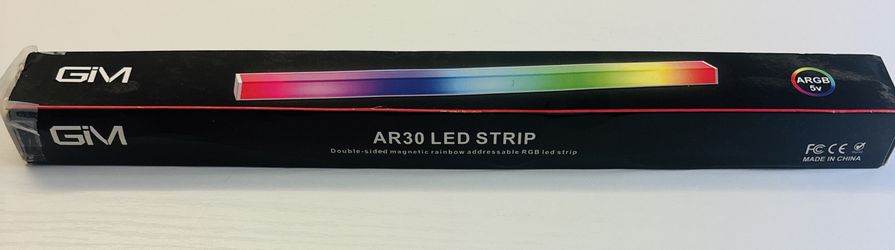 GiM
ARGB
5v
GiM
AR30 LED STRIP
Double-sided magnetic rainbow addressable RGB led strip
FC CE
MADE IN CHINA